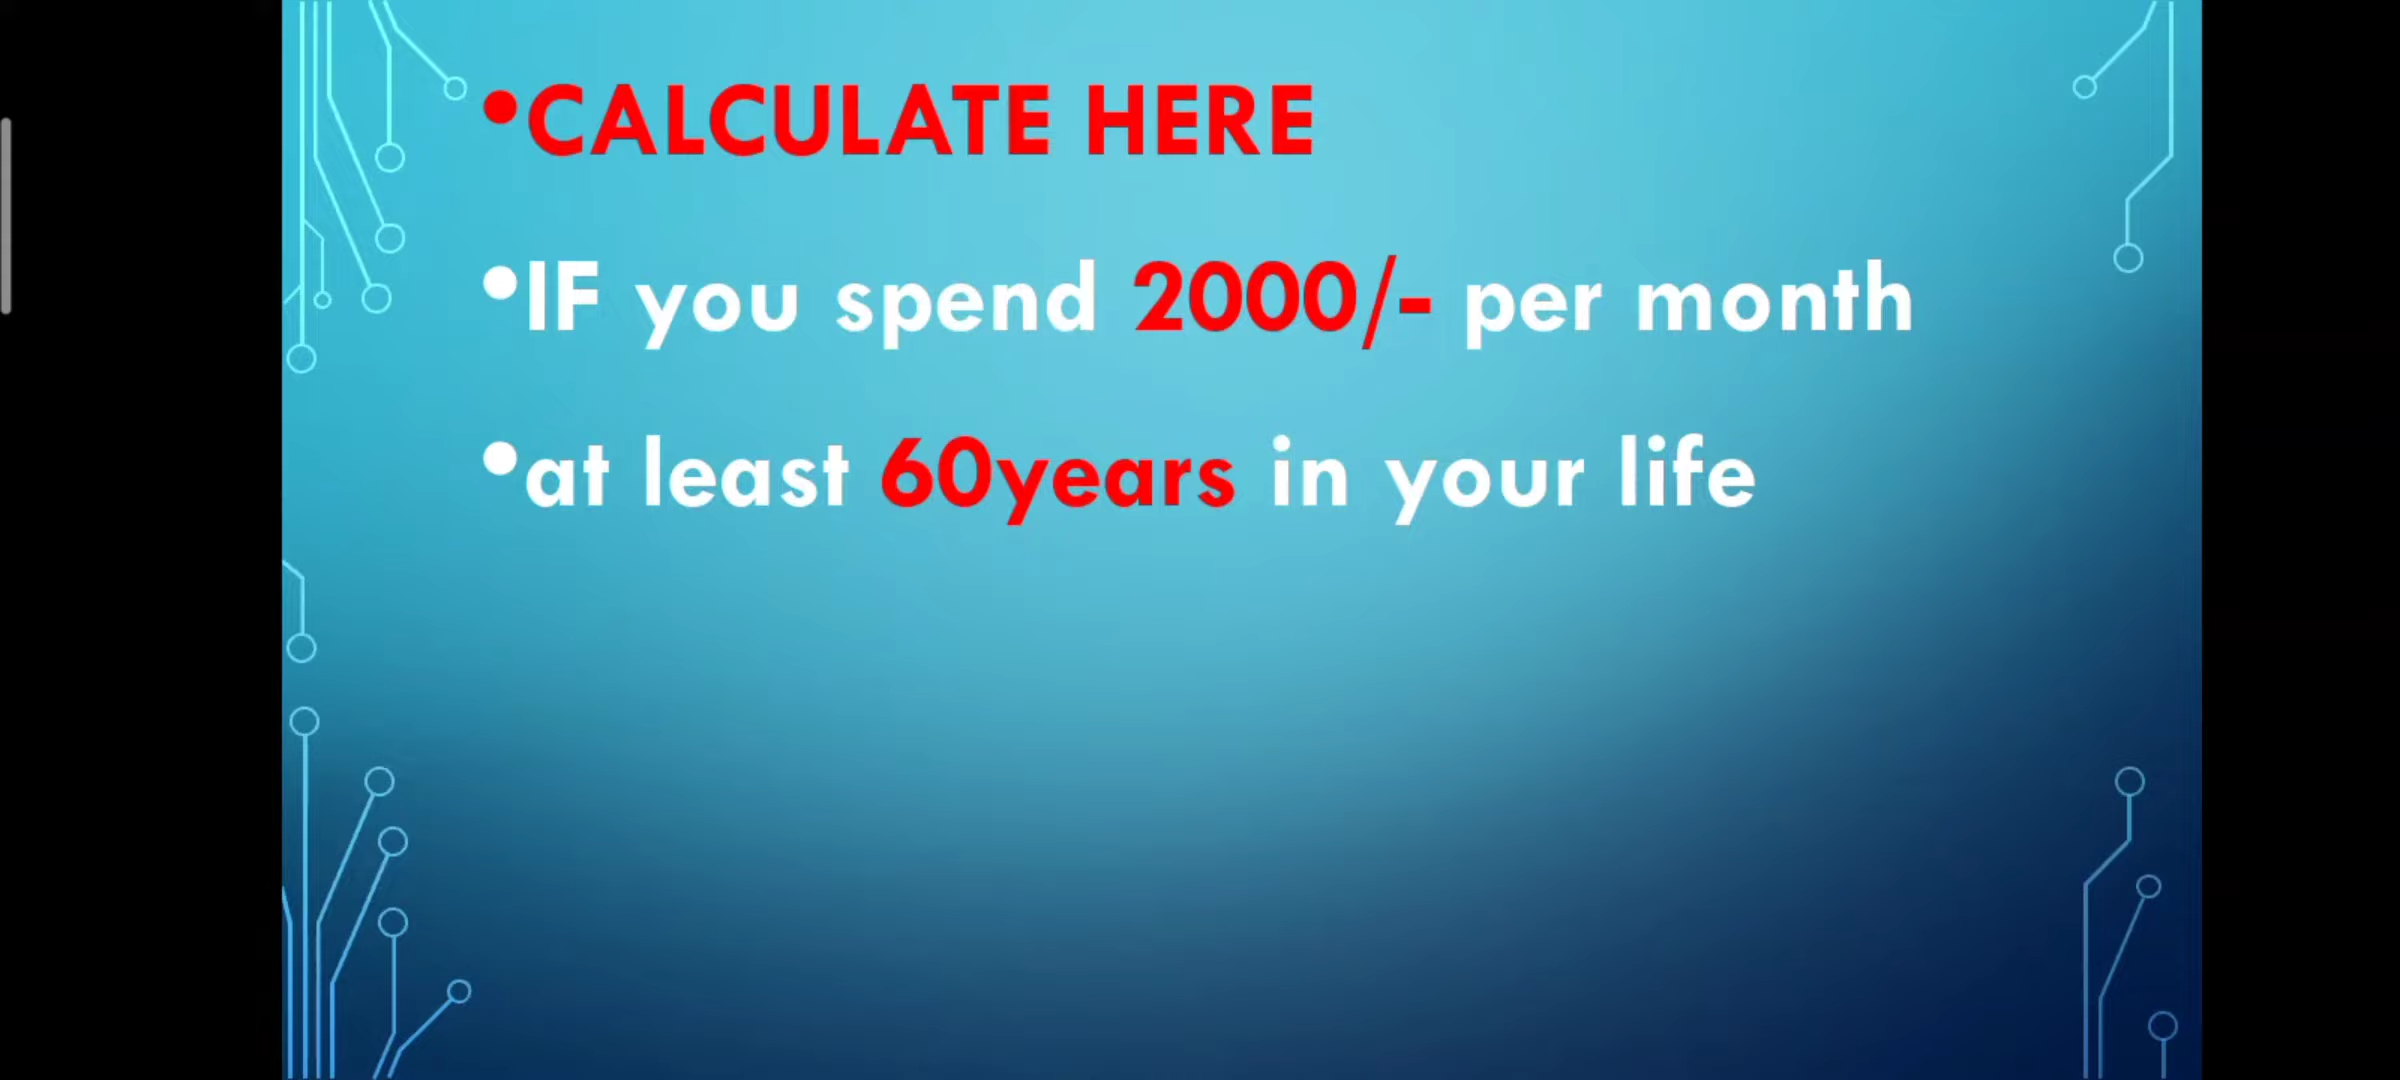 •CALCULATE HERE
•IF you spend 2000/- per month
•at least 60years in your life